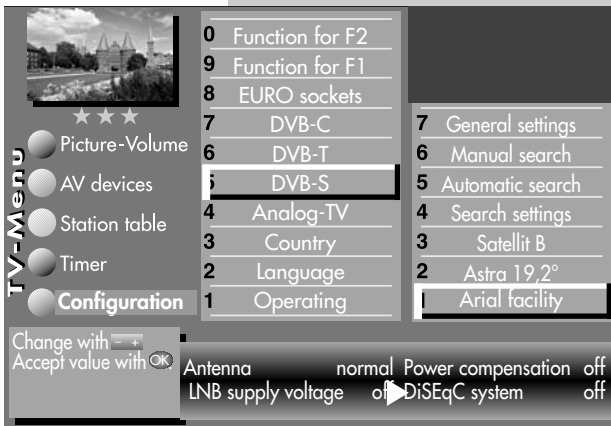 TV-Menu
Picture-Volume
AV devices
Station table
Timer
Configuration
0 Function for F2
9 Function for F1
8 EURO sockets
7 DVB-C
6 DVB-T
5 DVB-S
4 Analog-TV
3 Country
2 Language
1 Operating
7 General settings
6 Manual search
5 Automatic search
4 Search settings
3 Satellit B
2 Astra 19,2°
1 Arial facility
Change with - +
Accept value with OK.
Antenna normal Power compensation off
LNB supply voltage off DiSEqC system off